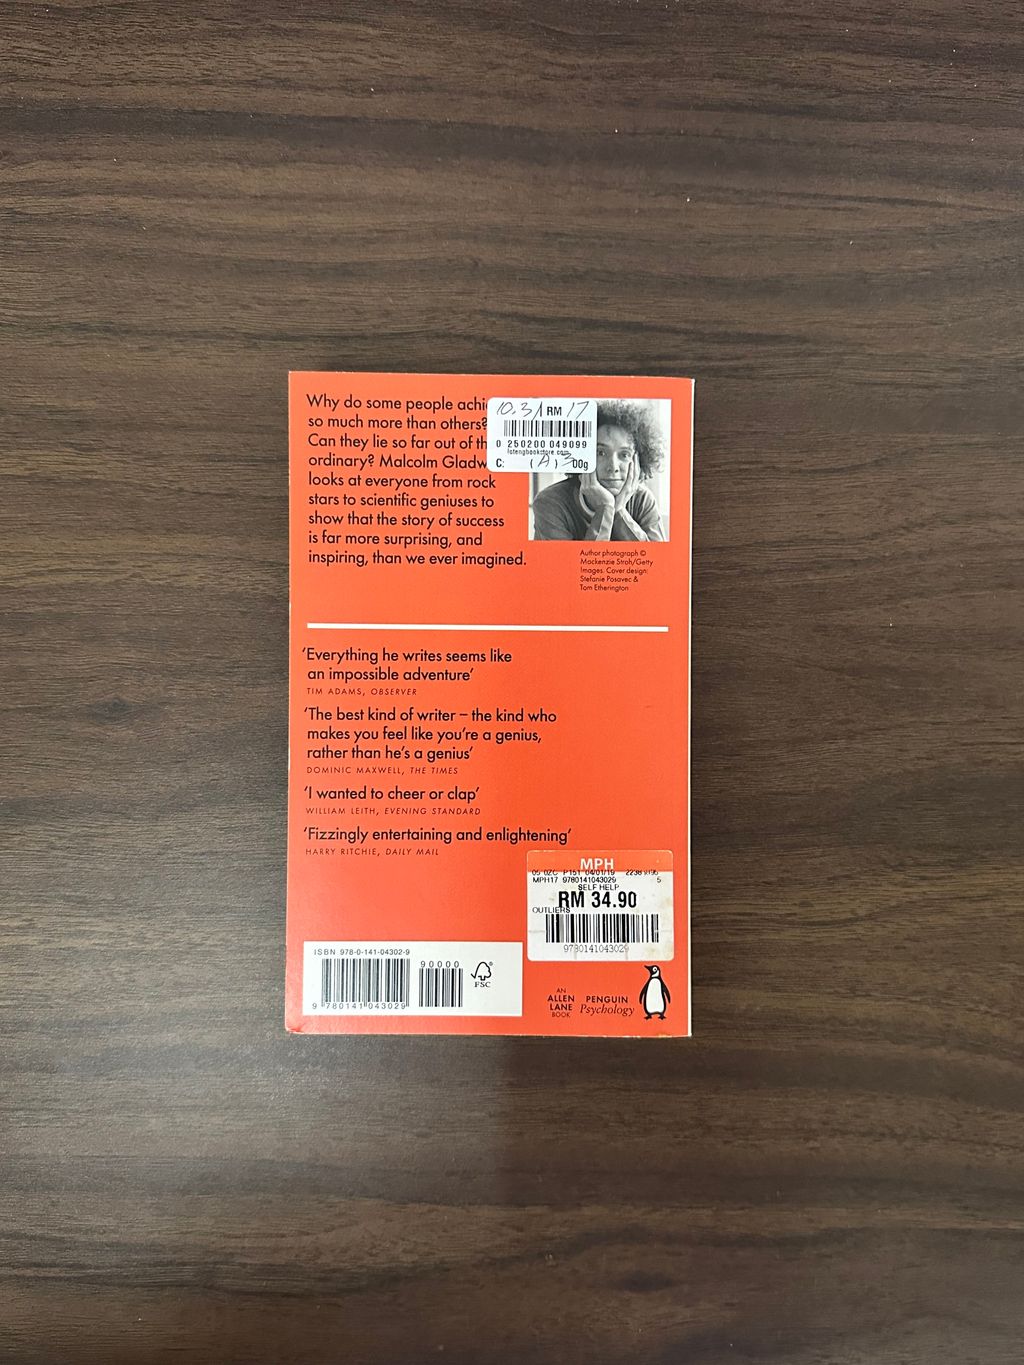 Why do some people achi
so much more than others?
Can they lie so far out of th
ordinary? Malcolm Gladw
looks at everyone from rock
stars to scientific geniuses to
show that the story of success
is far more surprising, and
inspiring, than we ever imagined.
10.3/ RM 17
0 250200 049099
C: (A)3 00g
Author photograph ©
Mackenzie Stroh/Getty
Images. Cover design:
Stefanie Posavec &
Tom Etherington
‘Everything he writes seems like
an impossible adventure’
TIM ADAMS, OBSERVER
‘The best kind of writer – the kind who
makes you feel like you’re a genius,
rather than he’s a genius’
DOMINIC MAXWELL, THE TIMES
‘I wanted to cheer or clap’
WILLIAM LEITH, EVENING STANDARD
‘Fizzingly entertaining and enlightening’
HARRY RITCHIE, DAILY MAIL
MPH
04/01/19
MPH17 9780141043029 5
SELF HELP
RM 34.90
OUTLIERS
9780141043029
ISBN 978-0-141-04302-9
90000
9 780141 043029
FSC
AN
ALLEN
LANE
BOOK
PENGUIN
Psychology